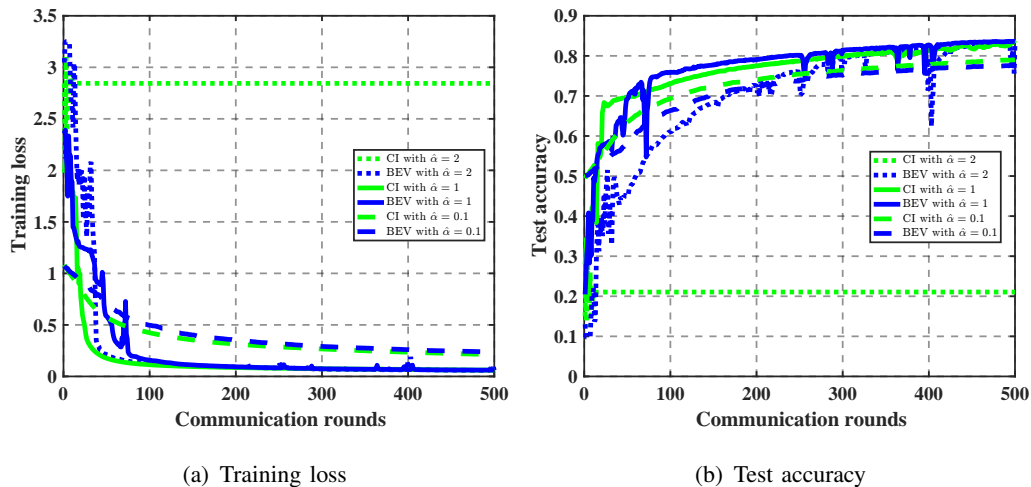 3.5
3
2.5
2
1.5
1
0.5
0
0 100 200 300 400 500
Training loss
Communication rounds
CI with α̂ = 2
BEV with α̂ = 2
CI with α̂ = 1
BEV with α̂ = 1
CI with α̂ = 0.1
BEV with α̂ = 0.1
(a) Training loss
0.9
0.8
0.7
0.6
0.5
0.4
0.3
0.2
0.1
0
0 100 200 300 400 500
Test accuracy
Communication rounds
CI with α̂ = 2
BEV with α̂ = 2
CI with α̂ = 1
BEV with α̂ = 1
CI with α̂ = 0.1
BEV with α̂ = 0.1
(b) Test accuracy